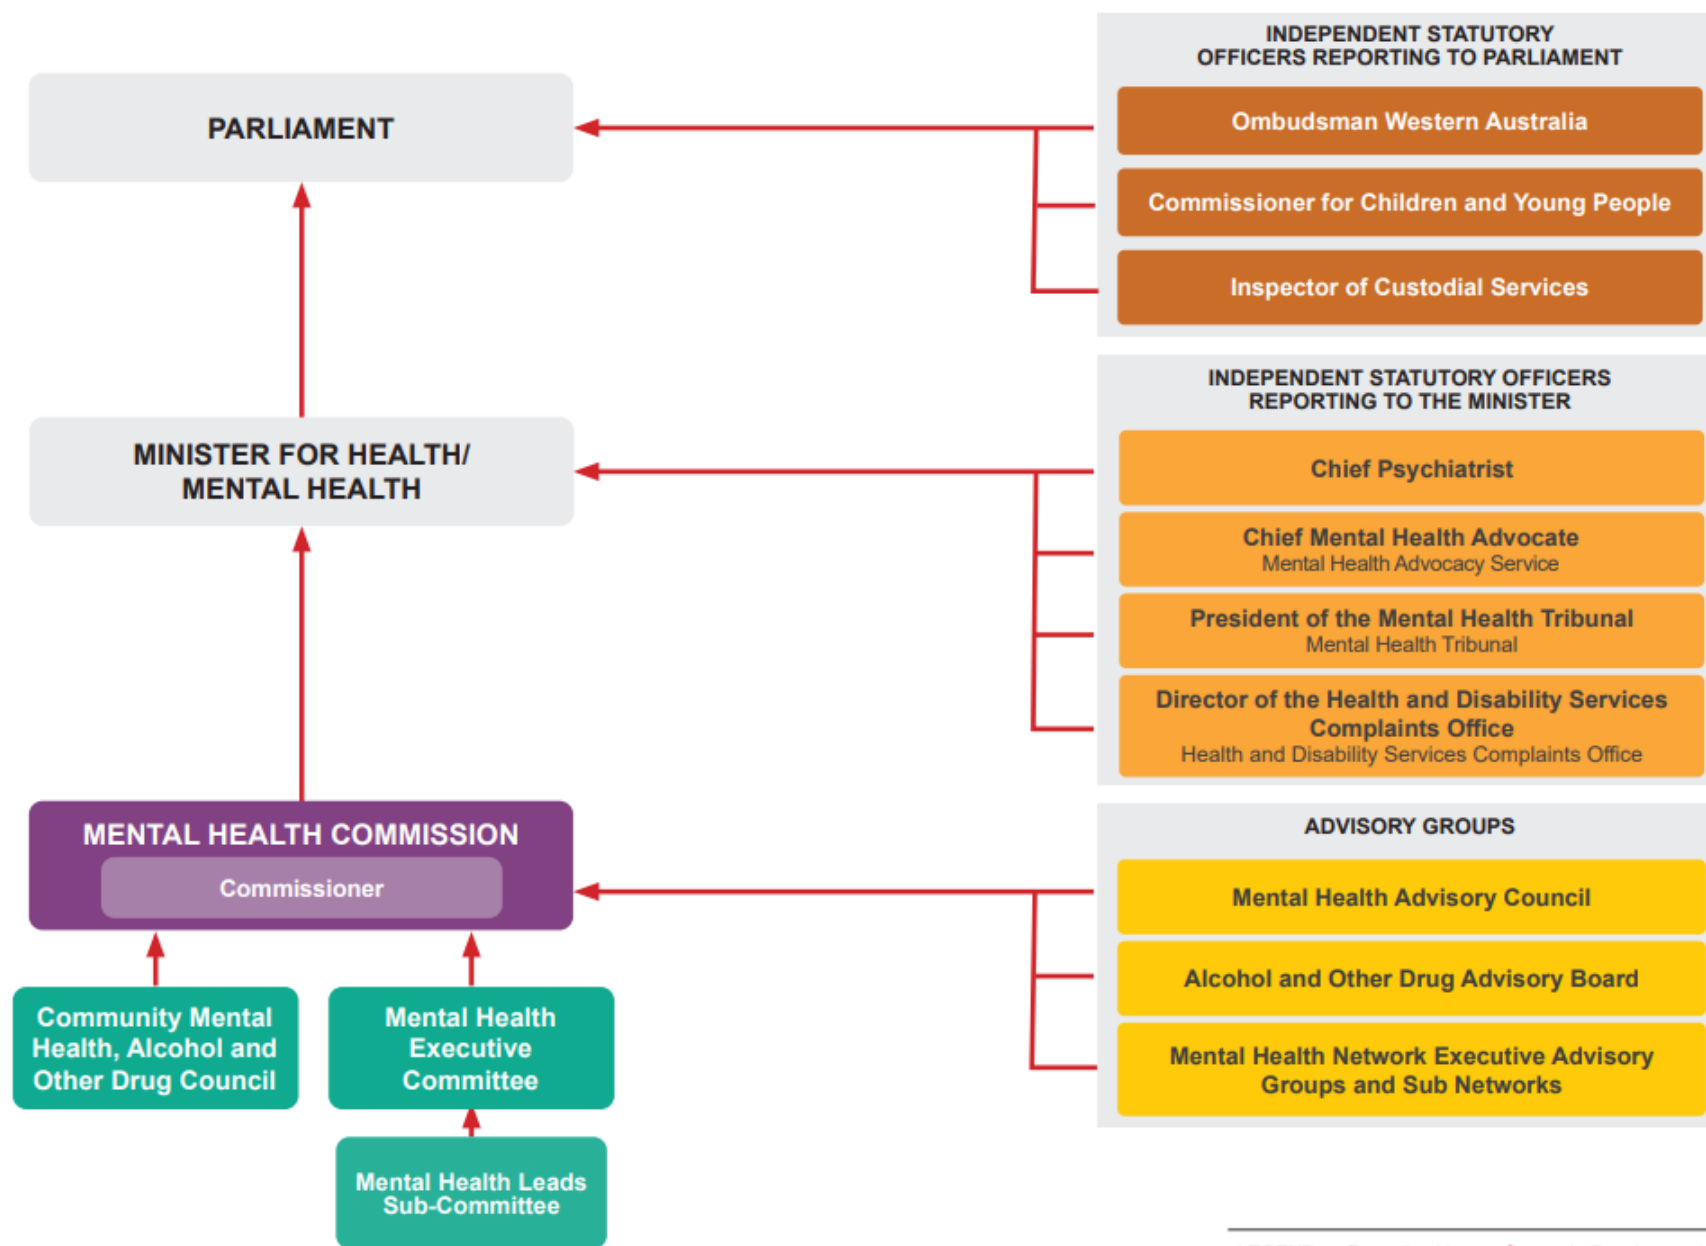 INDEPENDENT STATUTORY
OFFICERS REPORTING TO PARLIAMENT
PARLIAMENT
Ombudsman Western Australia
Commissioner for Children and Young People
Inspector of Custodial Services
INDEPENDENT STATUTORY OFFICERS
REPORTING TO THE MINISTER
MINISTER FOR HEALTH/
MENTAL HEALTH
Chief Psychiatrist
Chief Mental Health Advocate
Mental Health Advocacy Service
President of the Mental Health Tribunal
Mental Health Tribunal
Director of the Health and Disability Services
Complaints Office
Health and Disability Services Complaints Office
MENTAL HEALTH COMMISSION
Commissioner
ADVISORY GROUPS
Mental Health Advisory Council
Alcohol and Other Drug Advisory Board
Mental Health Network Executive Advisory
Groups and Sub Networks
Community Mental
Health, Alcohol and
Other Drug Council
Mental Health
Executive
Committee
Mental Health Leads
Sub-Committee